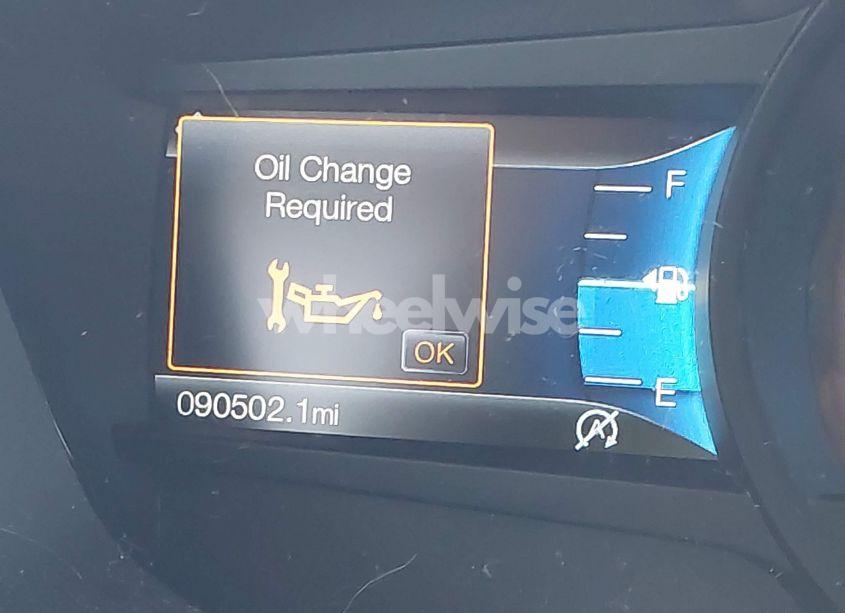 Oil Change
Required
OK
F
E
090502.1mi
wheelwise